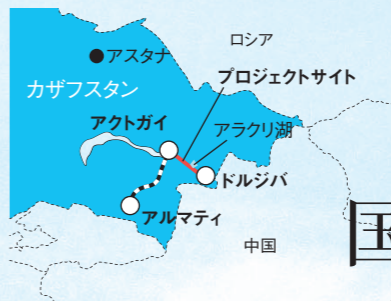 ロシア
アスタナ
プロジェクトサイト
カザフスタン
アクトガイ
アラクリ湖
ドルジバ
アルマティ
中国
国